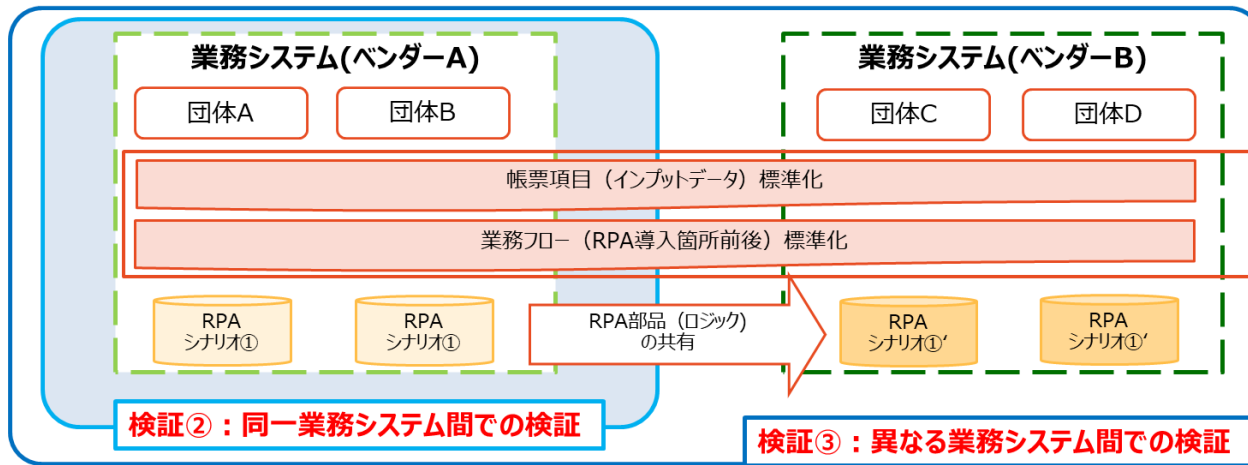 業務システム(ベンダーA)
業務システム(ベンダーB)
団体A
団体B
団体C
団体D
帳票項目（インプットデータ）標準化
業務フロー（RPA導入箇所前後）標準化
RPA
シナリオ①
RPA
シナリオ①
RPA部品（ロジック）
の共有
RPA
シナリオ①‘
RPA
シナリオ①‘
検証②：同一業務システム間での検証
検証③：異なる業務システム間での検証